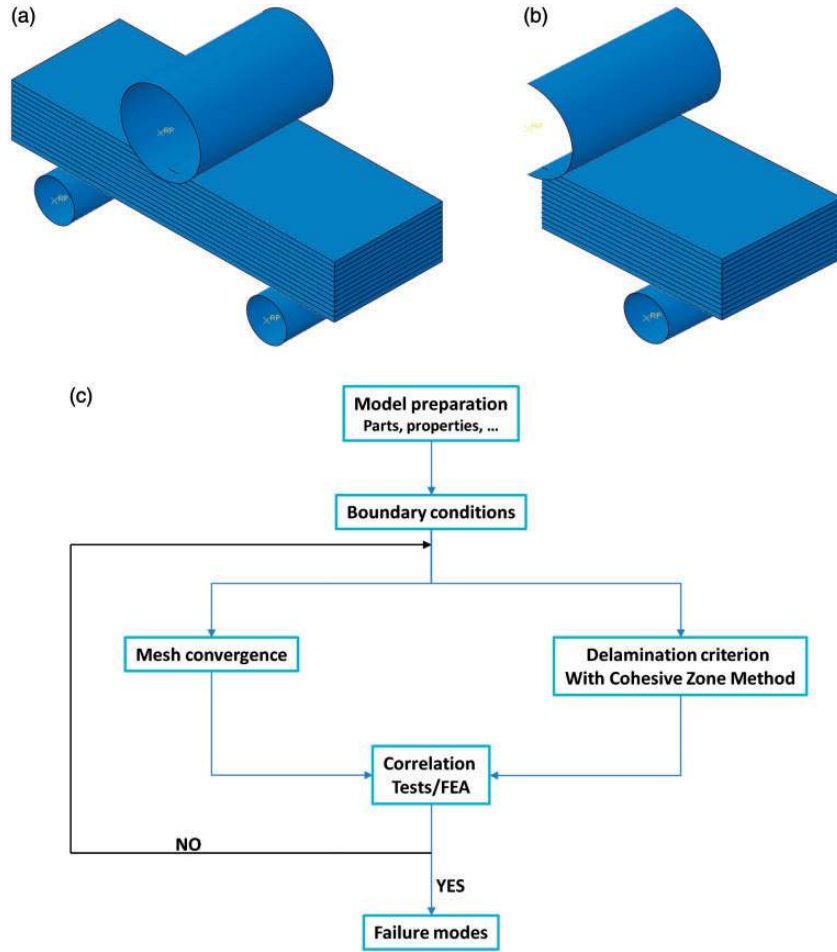 (a)
(b)
(c)
Model preparation
Parts, properties, ...
Boundary conditions
Mesh convergence
Delamination criterion
With Cohesive Zone Method
Correlation
Tests/FEA
NO
YES
Failure modes